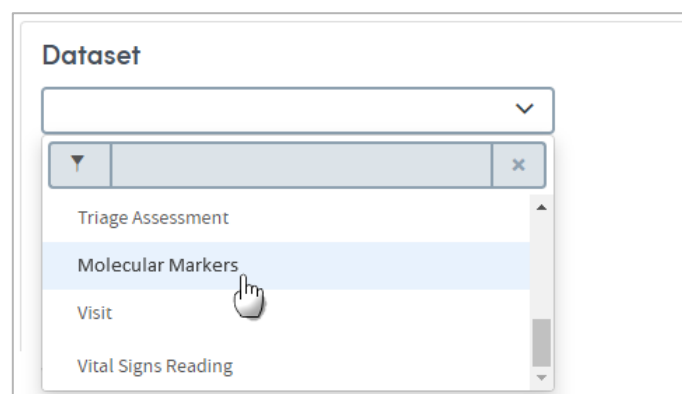 Dataset
Triage Assessment
Molecular Markers
Visit
Vital Signs Reading